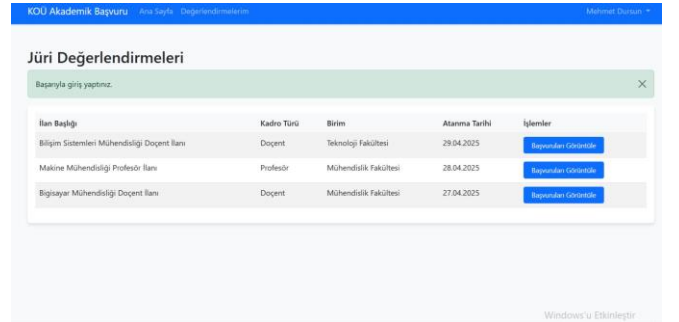 KOÜ Akademik Başvuru Ana Sayfa Değerlendirmelerim Mehmet Dursun
Jüri Değerlendirmeleri
Başarıyla giriş yaptınız.
İlan Başlığı Kadro Türü Birim Atanma Tarihi İşlemler
Bilişim Sistemleri Mühendisliği Doçent İlanı Doçent Teknoloji Fakültesi 29.04.2025 Başvuruları Görüntüle
Makine Mühendisliği Profesör İlanı Profesör Mühendislik Fakültesi 28.04.2025 Başvuruları Görüntüle
Bigisayar Mühendisliği Doçent İlanı Doçent Mühendislik Fakültesi 27.04.2025 Başvuruları Görüntüle
Windows'u Etkinleştir